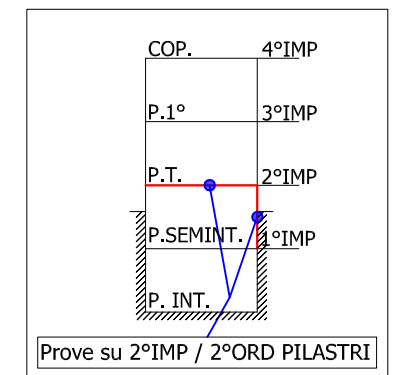 COP. 4°IMP
P.1° 3°IMP
P.T. 2°IMP
P.SEMINT. 1°IMP
P. INT.
Prove su 2°IMP / 2°ORD PILASTRI